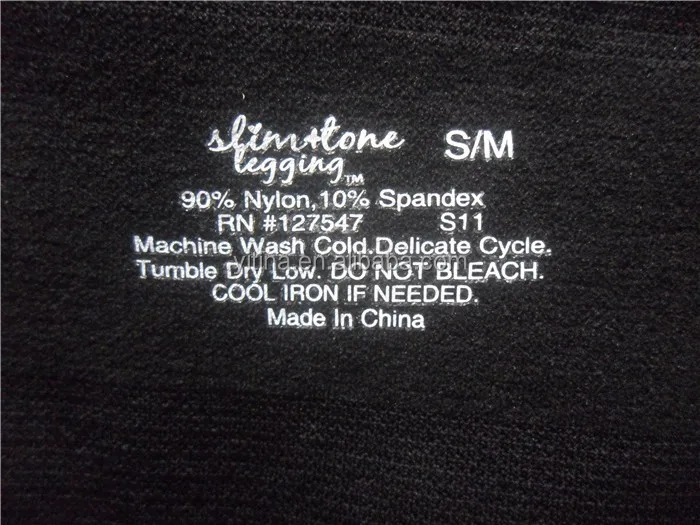 slim+tone S/M
legging™
90% Nylon,10% Spandex
RN #127547 S11
Machine Wash Cold.Delicate Cycle.
Tumble Dry Low. DO NOT BLEACH.
COOL IRON IF NEEDED.
Made In China